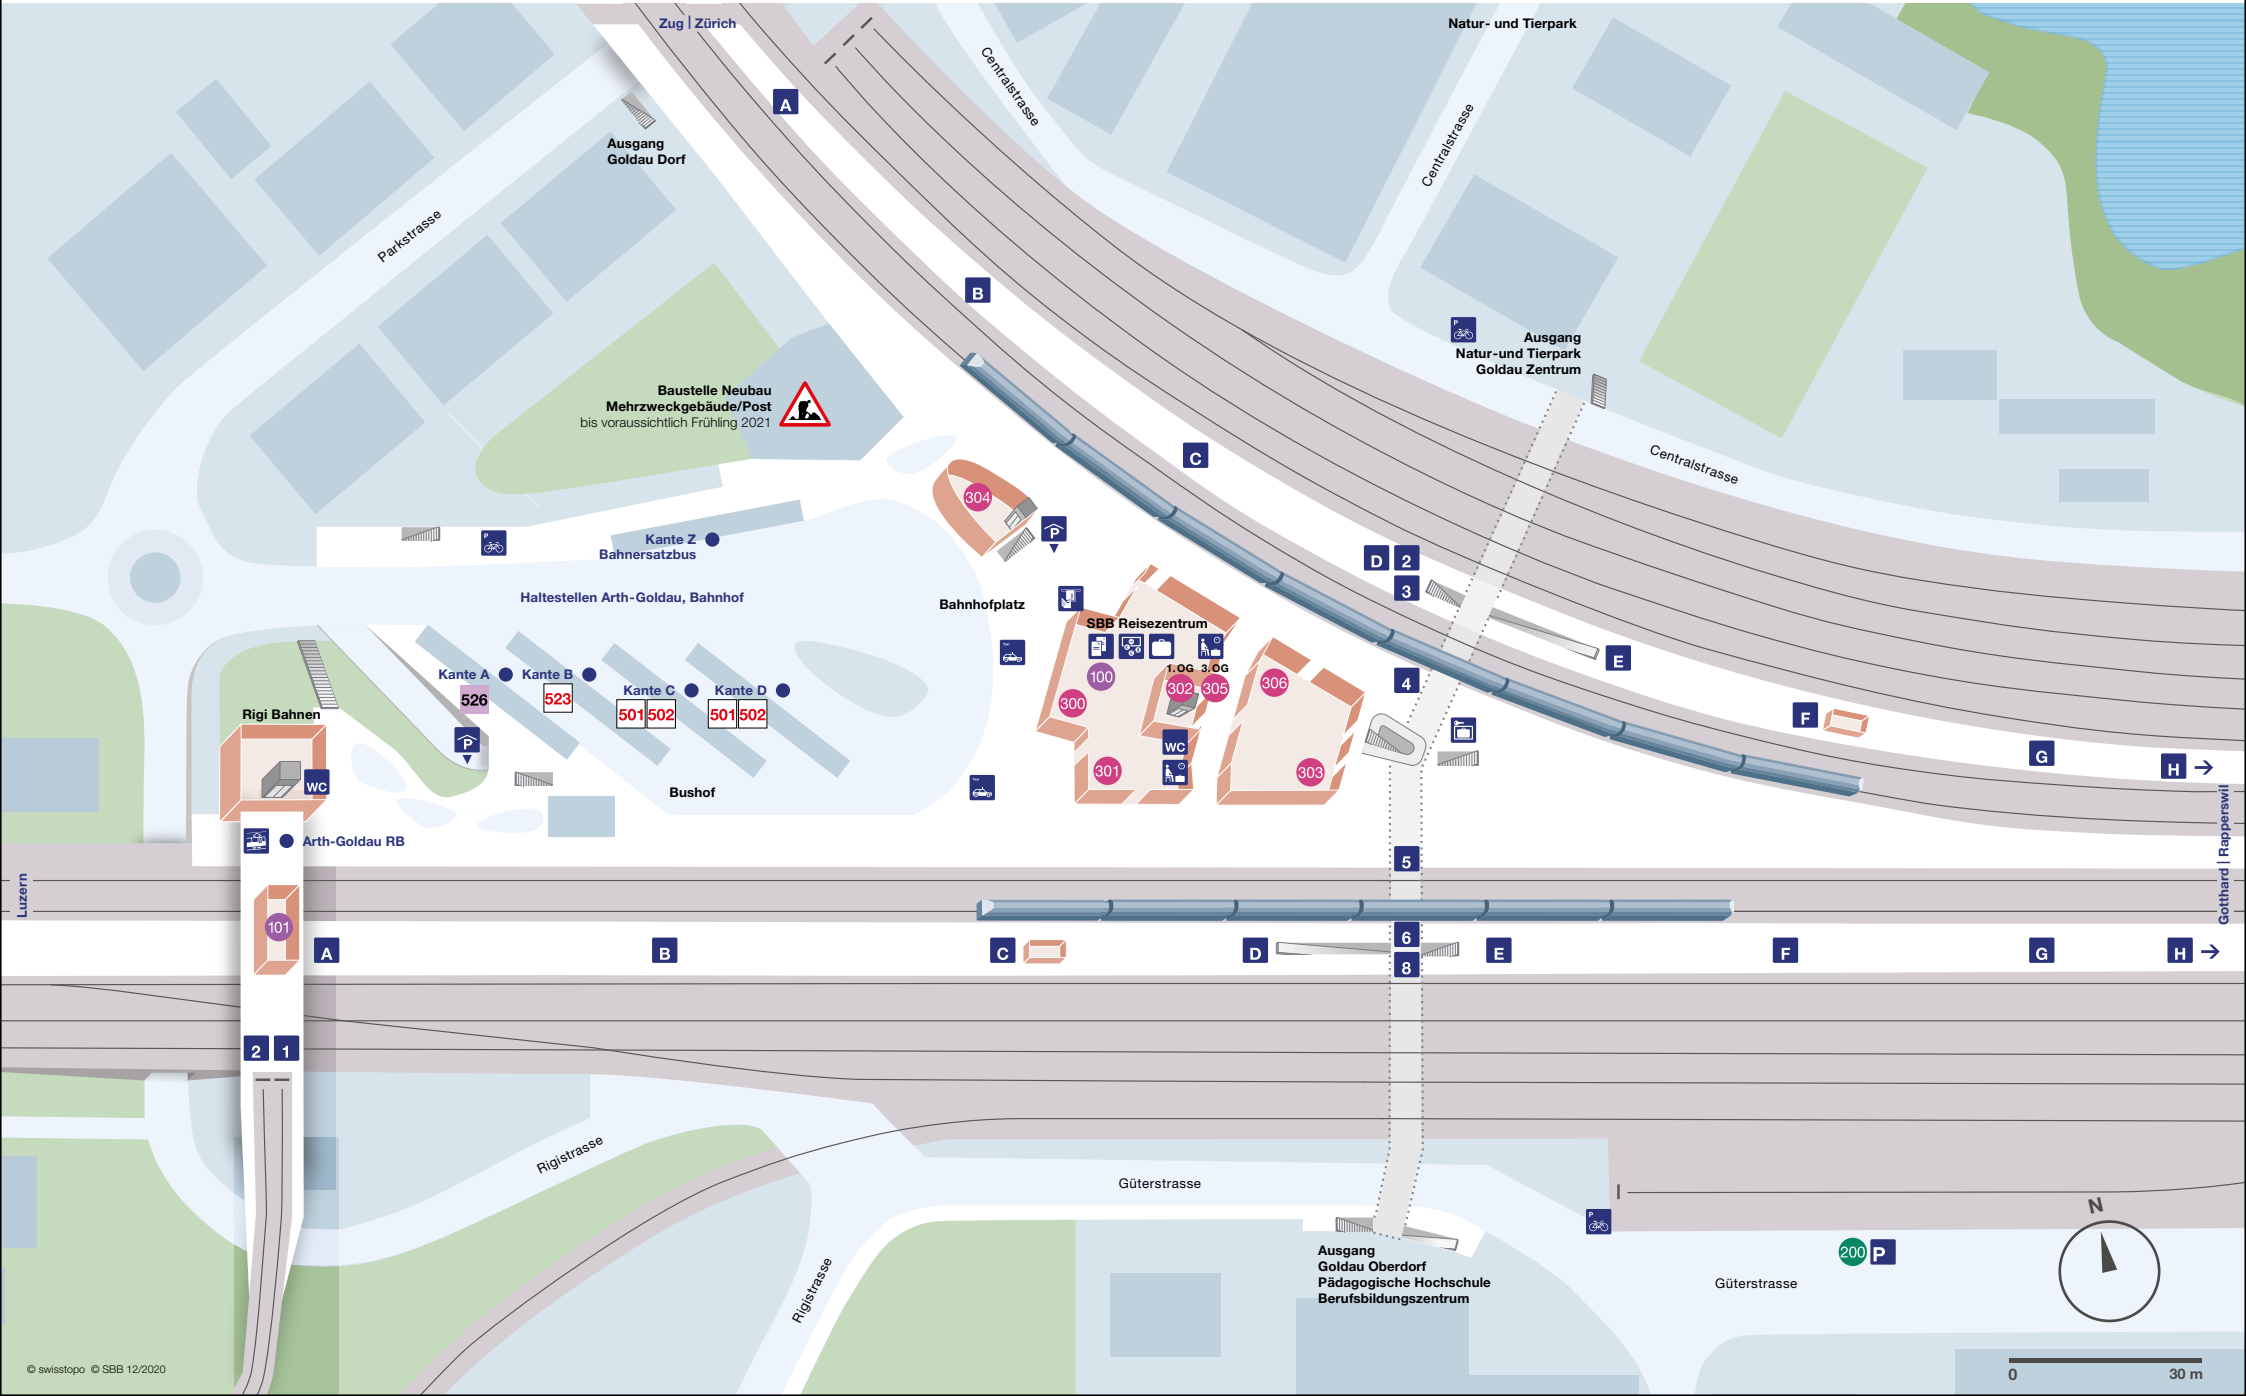 Zug | Zürich
Natur- und Tierpark
A
Centralstrasse
Centralstrasse
Ausgang
Goldau Dorf
Parkstrasse
B
P
Ausgang
Natur-und Tierpark
Goldau Zentrum
Baustelle Neubau
Mehrzweckgebäude/Post
bis voraussichtlich Frühling 2021
C
Centralstrasse
304
P
P
Kante Z
Bahnersatzbus
D 2
3
Haltestellen Arth-Goldau, Bahnhof
Bahnhofplatz
SBB Reisezentrum
Taxi
E
1. OG 3. OG
100
302
305
306
4
300
Kante A
526
Kante B
523
Kante C
501 502
Kante D
501 502
Rigi Bahnen
P
F
WC
WC
301
303
G
H
Taxi
Bushof
Arth-Goldau RB
5
Luzern
Gotthard | Rapperswil
101
A
B
C
D
6
8
E
F
G
H
2 1
Rigistrasse
Güterstrasse
P
N
Rigistrasse
Ausgang
Goldau Oberdorf
Pädagogische Hochschule
Berufsbildungszentrum
200 P
Güterstrasse
© swisstopo © SBB 12/2020
0 30 m